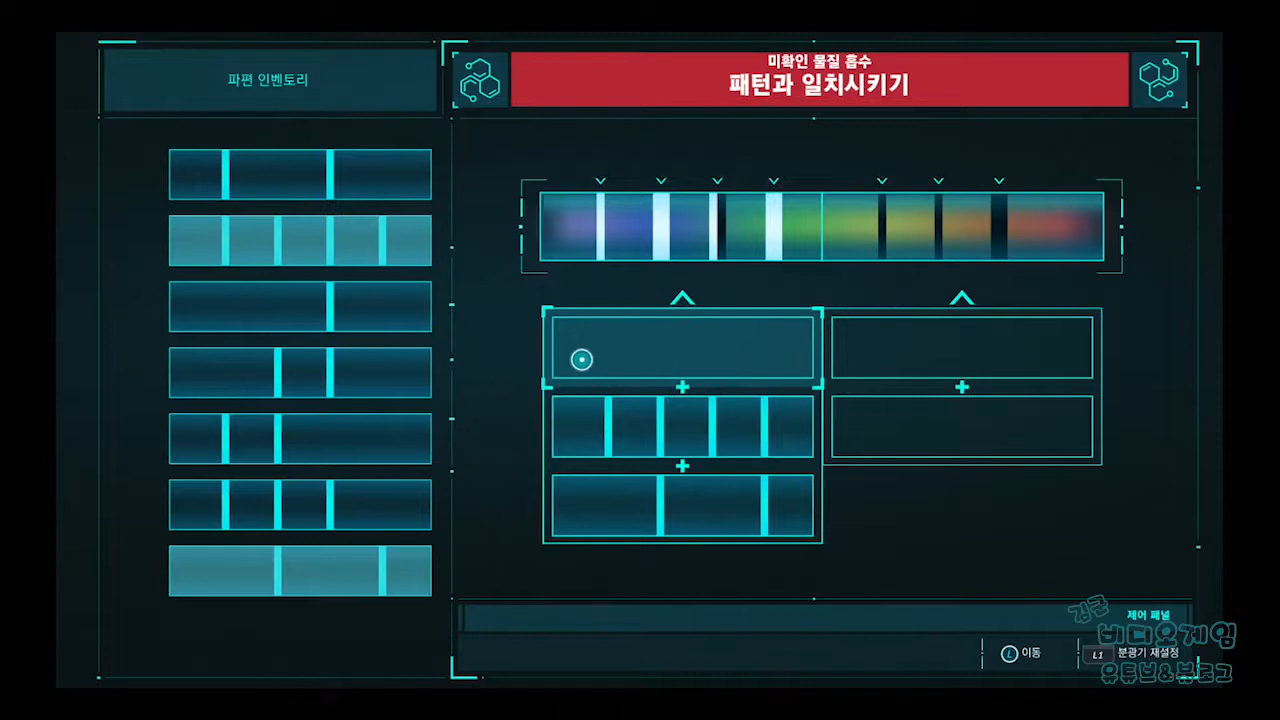 파편 인벤토리
미확인 물질 흡수
패턴과 일치시키기
제어 패널
L 이동
L1 분광기 재설정
김군
비디오게임
유튜브&블로그